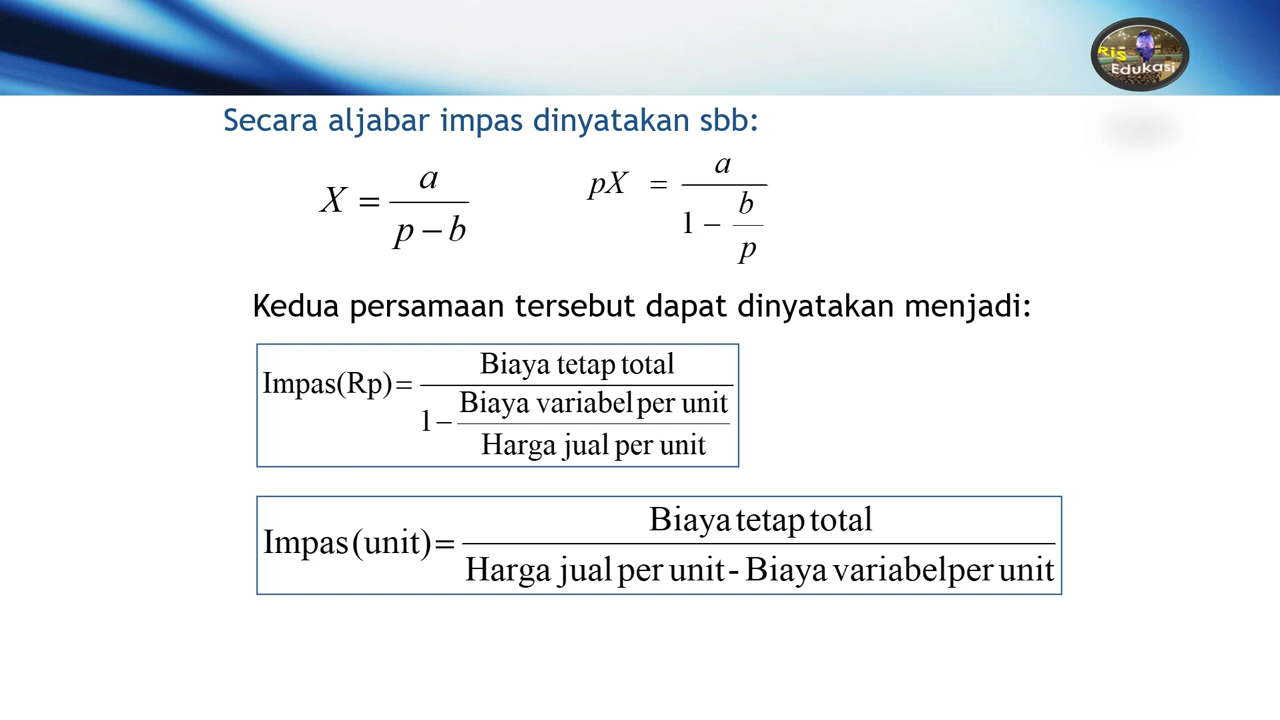 Ris
Edukasi
Secara aljabar impas dinyatakan sbb:
X = a / (p − b)
pX = a / (1 − b/p)
Kedua persamaan tersebut dapat dinyatakan menjadi:
Impas(Rp) = Biaya tetap total / (1 − Biaya variabel per unit / Harga jual per unit)
Impas(unit) = Biaya tetap total / (Harga jual per unit - Biaya variabel per unit)